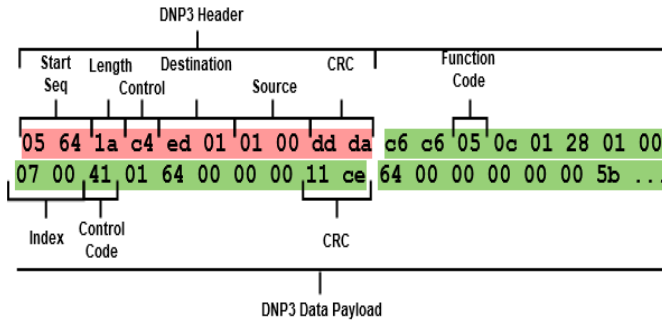 DNP3 Header
Start Seq
Length
Control
Destination
Source
CRC
Function Code
05 64 1a c4 ed 01 01 00 dd da c6 c6 05 0c 01 28 01 00
07 00 41 01 64 00 00 00 11 ce 64 00 00 00 00 00 5b ...
Index
Control Code
CRC
DNP3 Data Payload